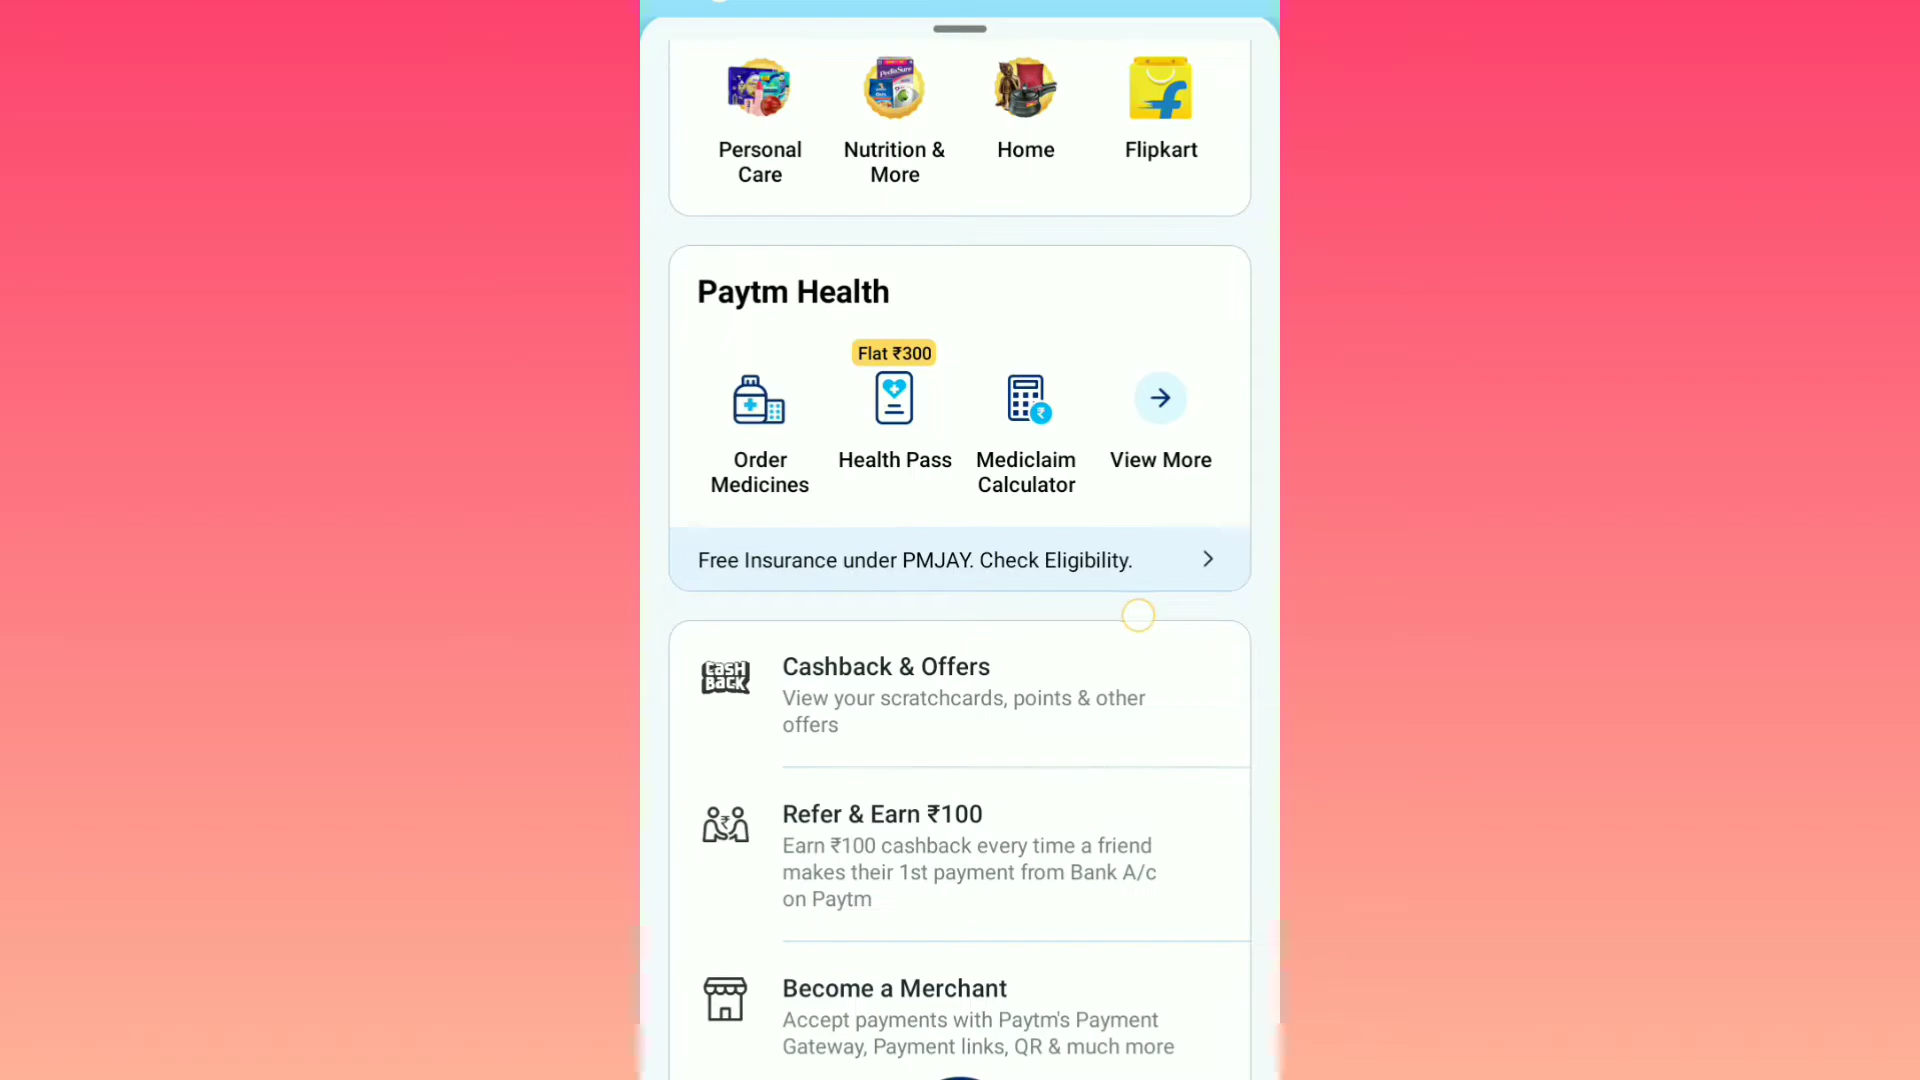 Personal
Care
Nutrition &
More
Home
Flipkart
PediaSure
Paytm Health
Flat ₹300
Order
Medicines
Health Pass
Mediclaim
Calculator
View More
Free Insurance under PMJAY. Check Eligibility.
CASH
BACK
Cashback & Offers
View your scratchcards, points & other
offers
Refer & Earn ₹100
Earn ₹100 cashback every time a friend
makes their 1st payment from Bank A/c
on Paytm
Become a Merchant
Accept payments with Paytm's Payment
Gateway, Payment links, QR & much more